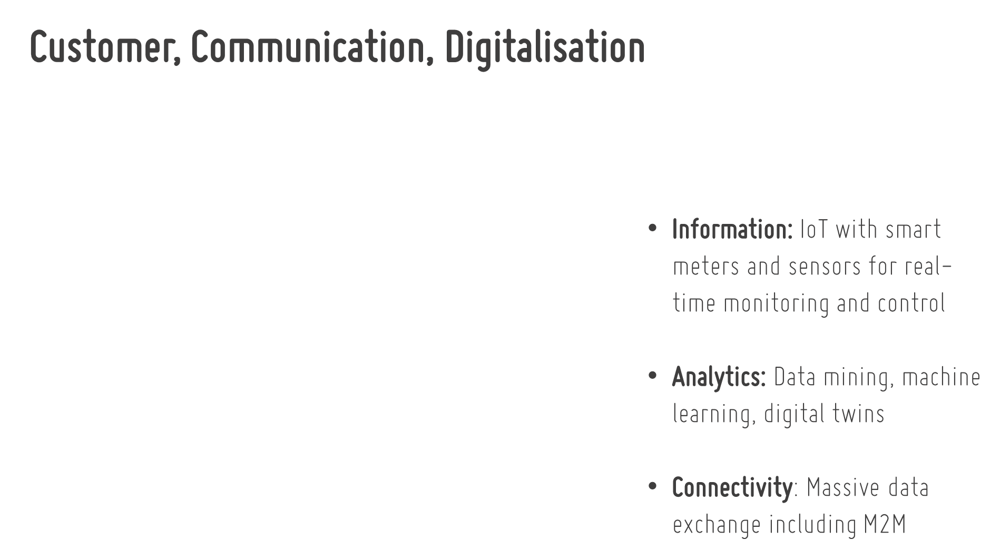 Customer, Communication, Digitalisation
• Information: IoT with smart
meters and sensors for real-
time monitoring and control
• Analytics: Data mining, machine
learning, digital twins
• Connectivity: Massive data
exchange including M2M